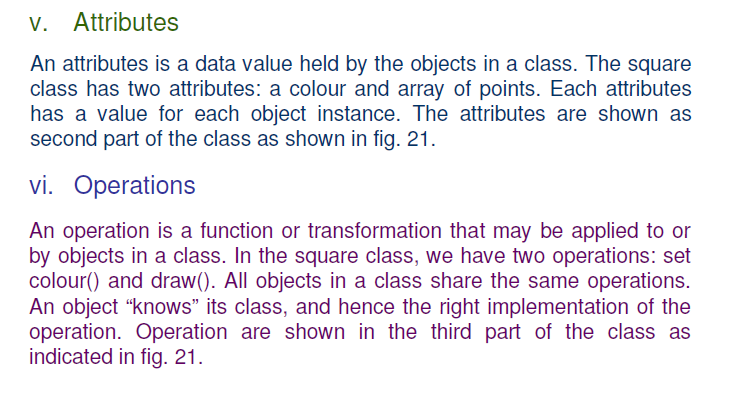 v. Attributes
An attributes is a data value held by the objects in a class. The square
class has two attributes: a colour and array of points. Each attributes
has a value for each object instance. The attributes are shown as
second part of the class as shown in fig. 21.
vi. Operations
An operation is a function or transformation that may be applied to or
by objects in a class. In the square class, we have two operations: set
colour() and draw(). All objects in a class share the same operations.
An object “knows” its class, and hence the right implementation of the
operation. Operation are shown in the third part of the class as
indicated in fig. 21.